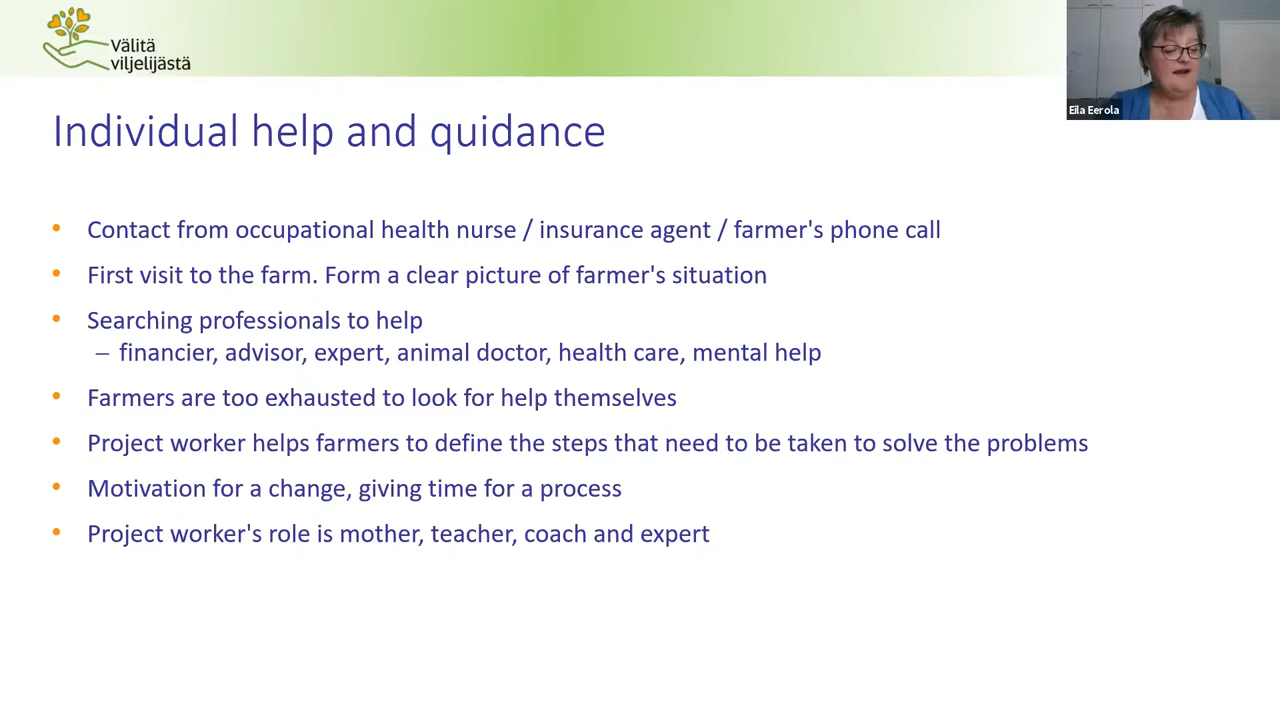 Välitä
viljelijästä
Eila Eerola
Individual help and quidance
• Contact from occupational health nurse / insurance agent / farmer's phone call
• First visit to the farm. Form a clear picture of farmer's situation
• Searching professionals to help
– financier, advisor, expert, animal doctor, health care, mental help
• Farmers are too exhausted to look for help themselves
• Project worker helps farmers to define the steps that need to be taken to solve the problems
• Motivation for a change, giving time for a process
• Project worker's role is mother, teacher, coach and expert